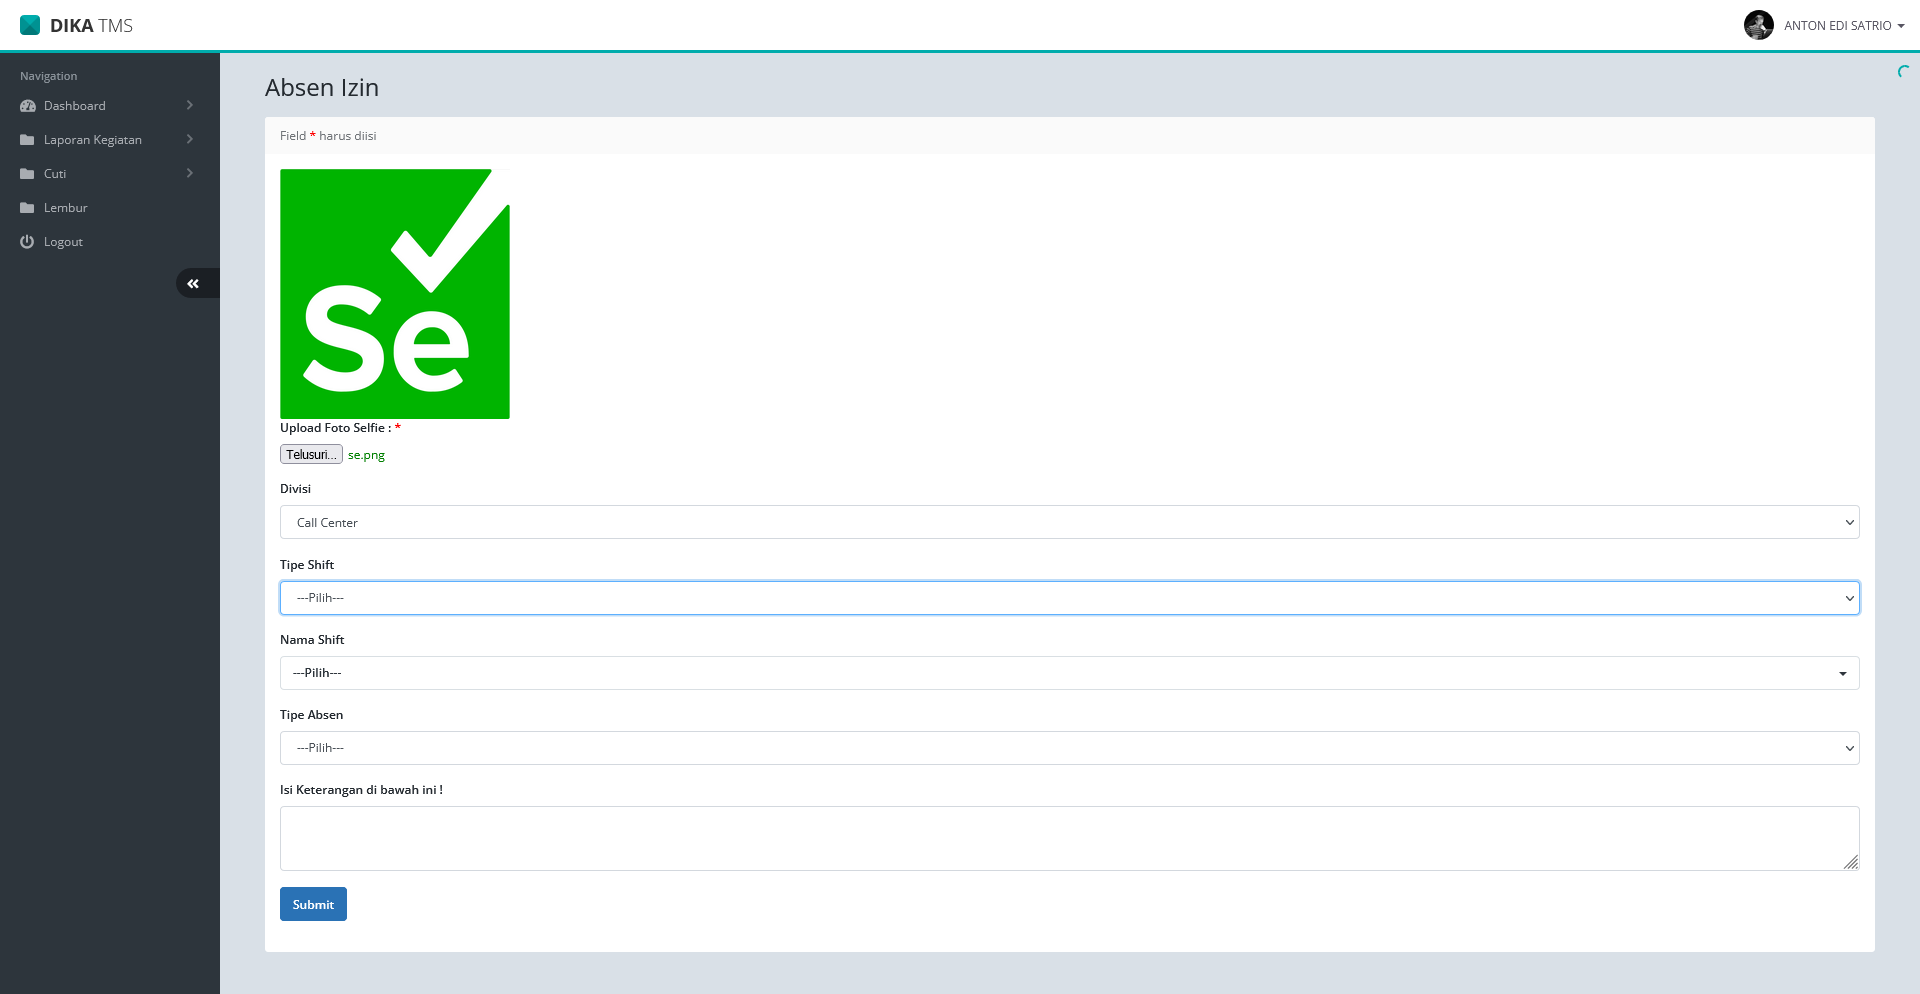 DIKA TMS
ANTON EDI SATRIO
Navigation
Dashboard
Laporan Kegiatan
Cuti
Lembur
Logout
Absen Izin
Field * harus diisi
Se
Upload Foto Selfie : *
Telusuri... se.png
Divisi
Call Center
Tipe Shift
---Pilih---
Nama Shift
---Pilih---
Tipe Absen
---Pilih---
Isi Keterangan di bawah ini !
Submit